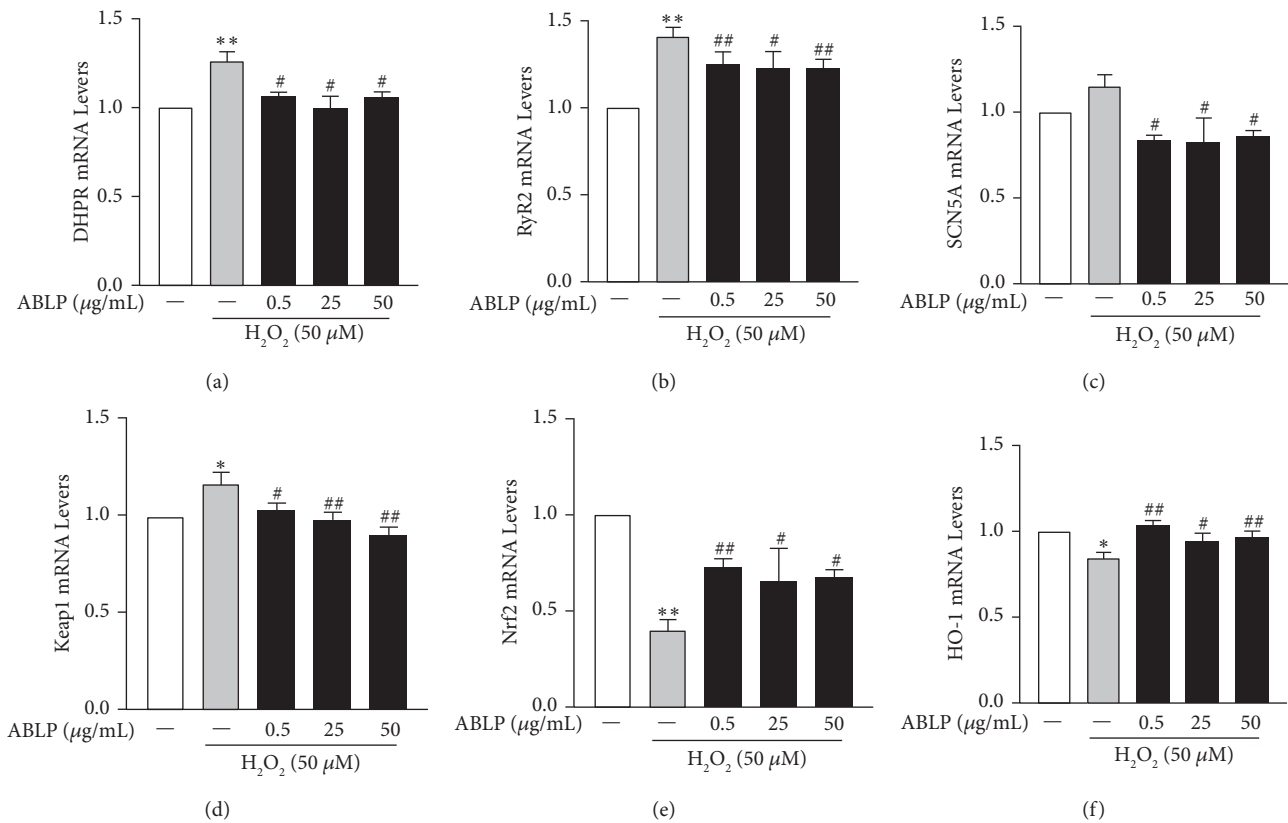 DHPR mRNA Levers
1.5
1.0
0.5
0.0
**
#
#
#
ABLP (μg/mL) — — 0.5 25 50
H₂O₂ (50 μM)
(a)
RyR2 mRNA Levers
1.5
1.0
0.5
0.0
**
##
#
##
ABLP (μg/mL) — — 0.5 25 50
H₂O₂ (50 μM)
(b)
SCN5A mRNA Levers
1.5
1.0
0.5
0.0
#
#
#
ABLP (μg/mL) — — 0.5 25 50
H₂O₂ (50 μM)
(c)
Keap1 mRNA Levers
1.5
1.0
0.5
0.0
*
#
##
##
ABLP (μg/mL) — — 0.5 25 50
H₂O₂ (50 μM)
(d)
Nrf2 mRNA Levers
1.5
1.0
0.5
0.0
**
##
#
#
ABLP (μg/mL) — — 0.5 25 50
H₂O₂ (50 μM)
(e)
HO-1 mRNA Levers
1.5
1.0
0.5
0.0
*
##
#
##
ABLP (μg/mL) — — 0.5 25 50
H₂O₂ (50 μM)
(f)